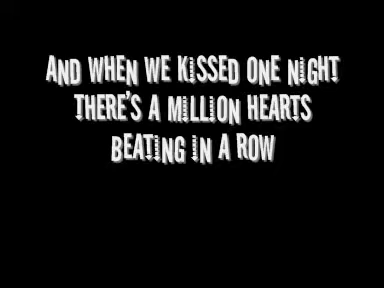 AND WHEN WE KISSED ONE NIGHT
THERE'S A MILLION HEARTS
BEATING IN A ROW